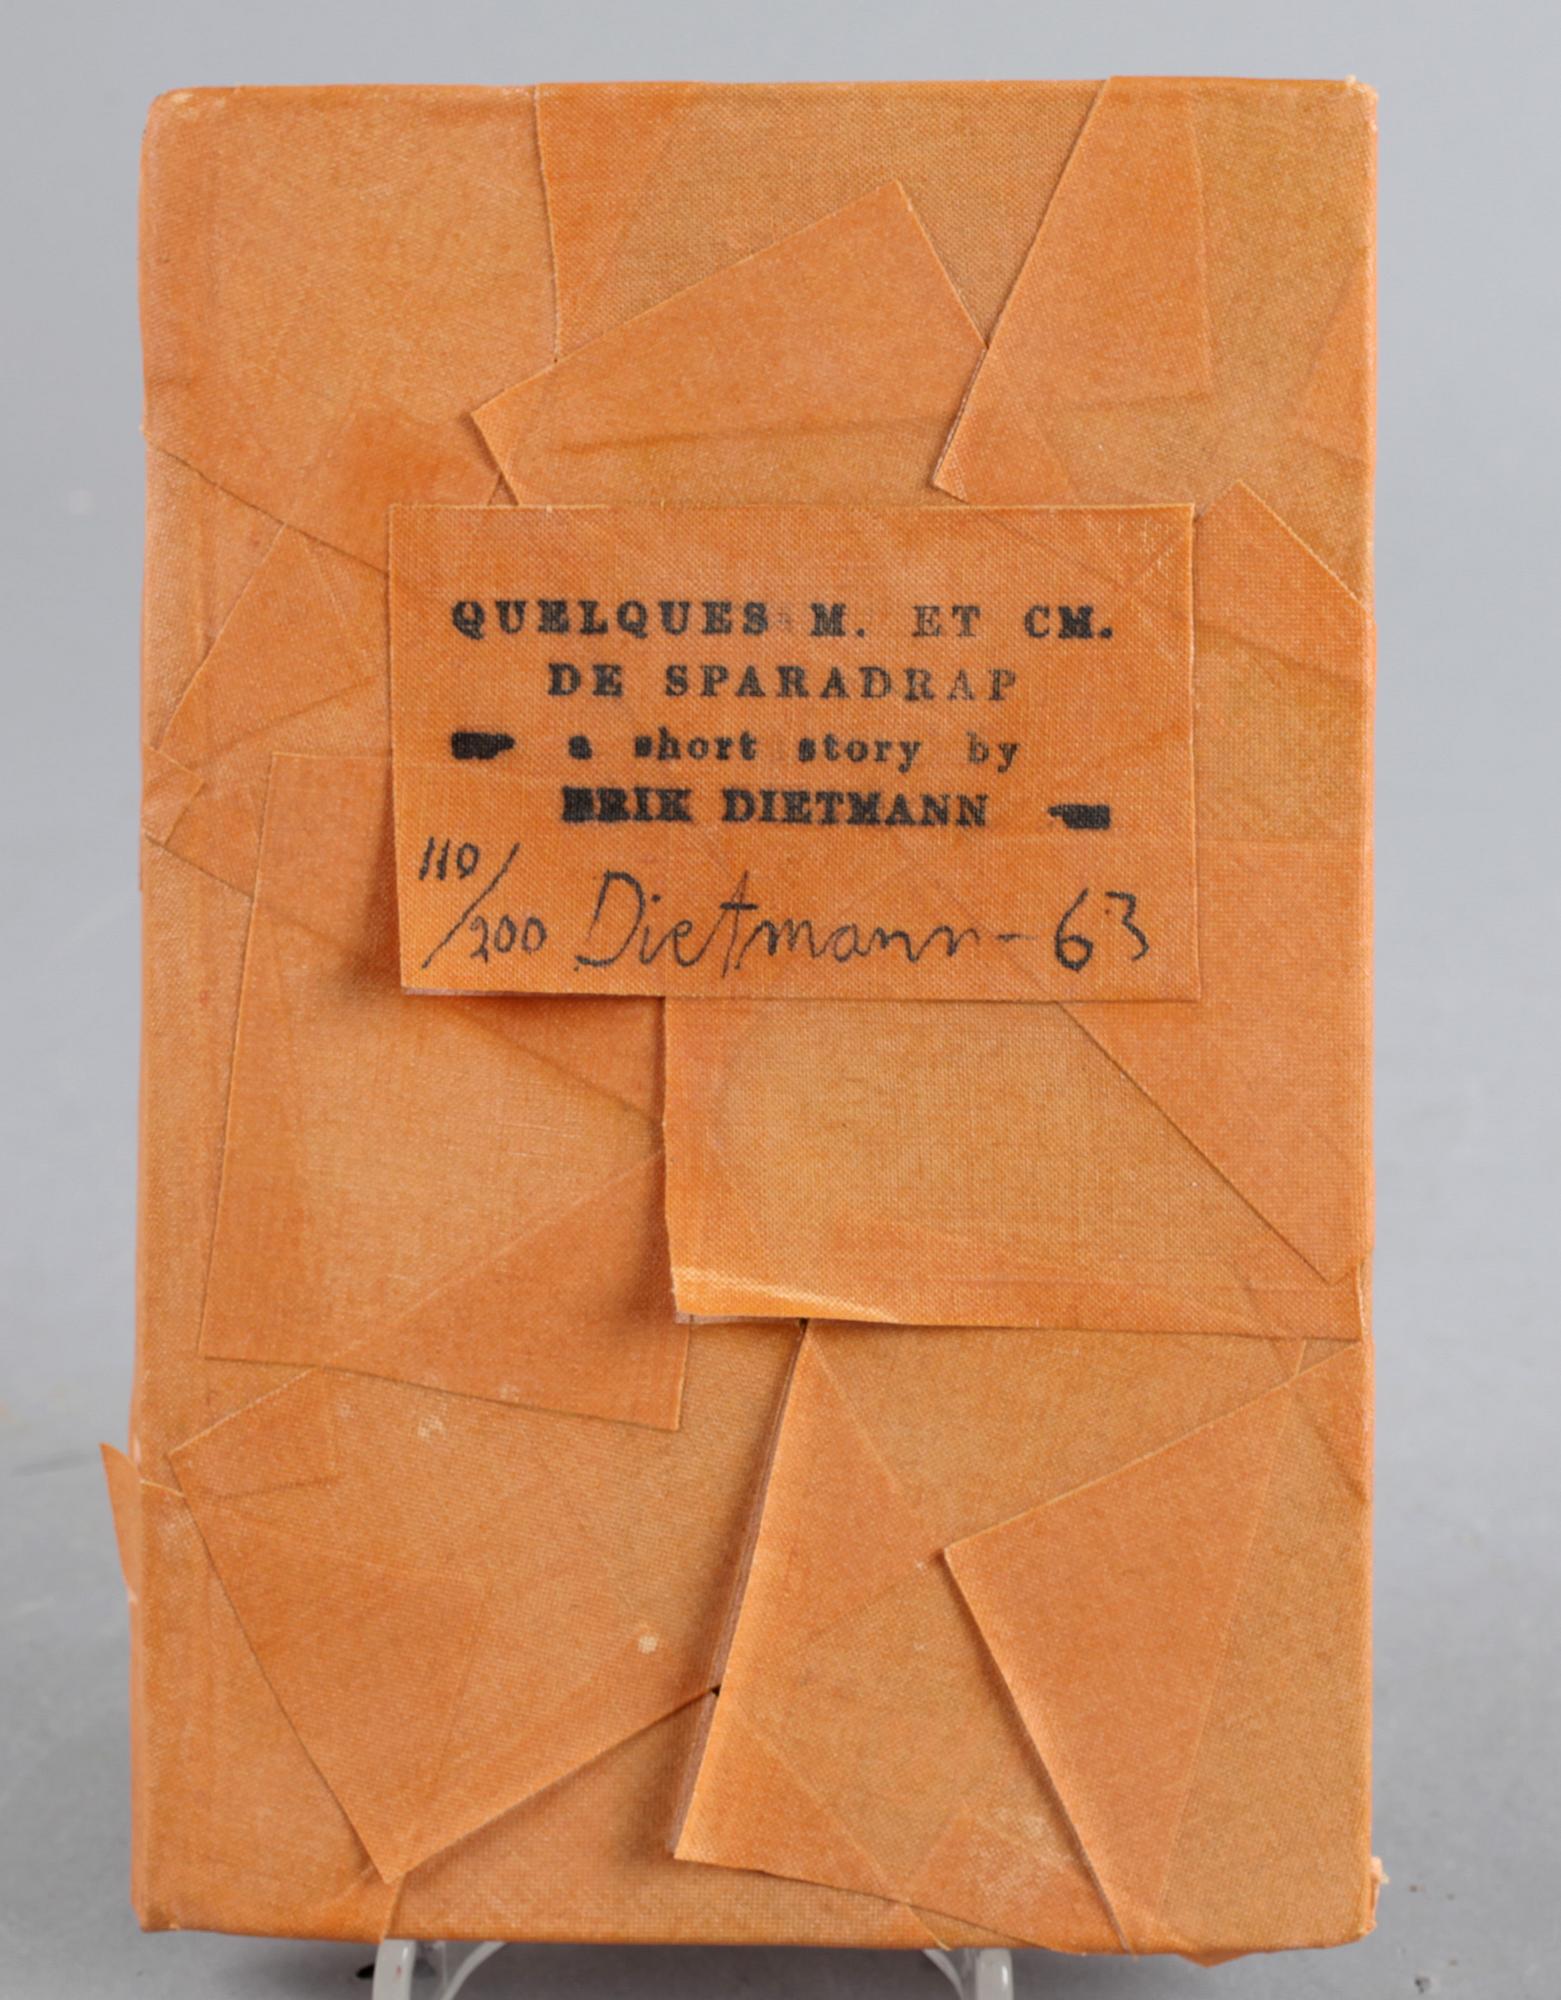 QUELQUES M. ET CM.
DE SPARADRAP
a short story by
ERIK DIETMANN
110/200 Dietmann-63